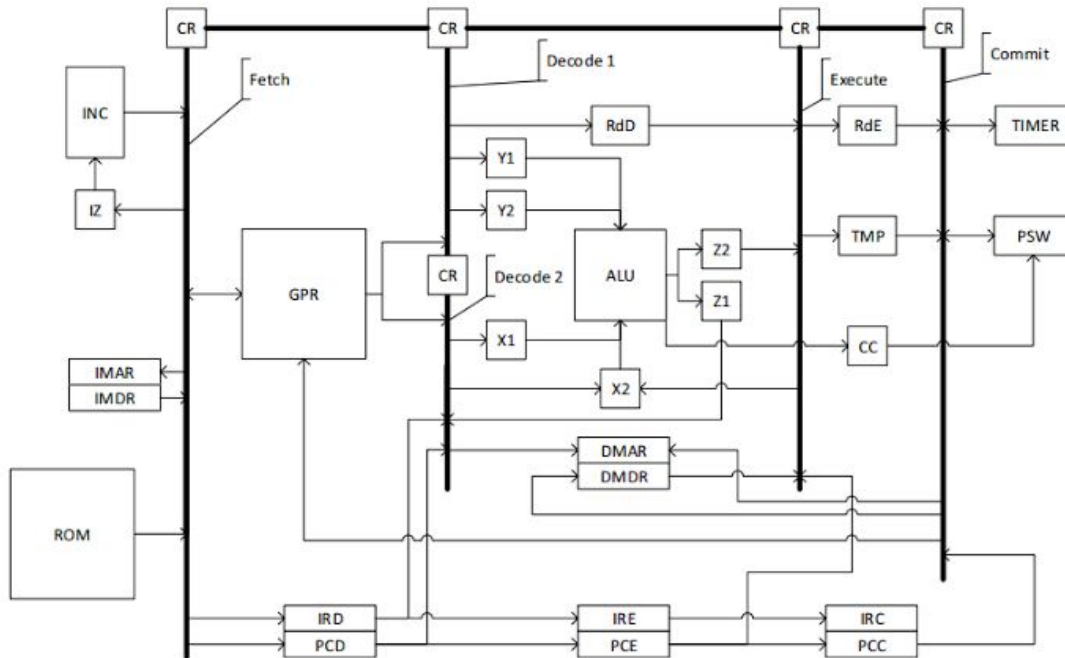 CR
CR
CR
CR
Fetch
Decode 1
Execute
Commit
INC
RdD
RdE
TIMER
Y1
IZ
Y2
GPR
CR
Decode 2
ALU
Z2
TMP
PSW
Z1
X1
CC
IMAR
IMDR
X2
DMAR
DMDR
ROM
IRD
IRE
IRC
PCD
PCE
PCC